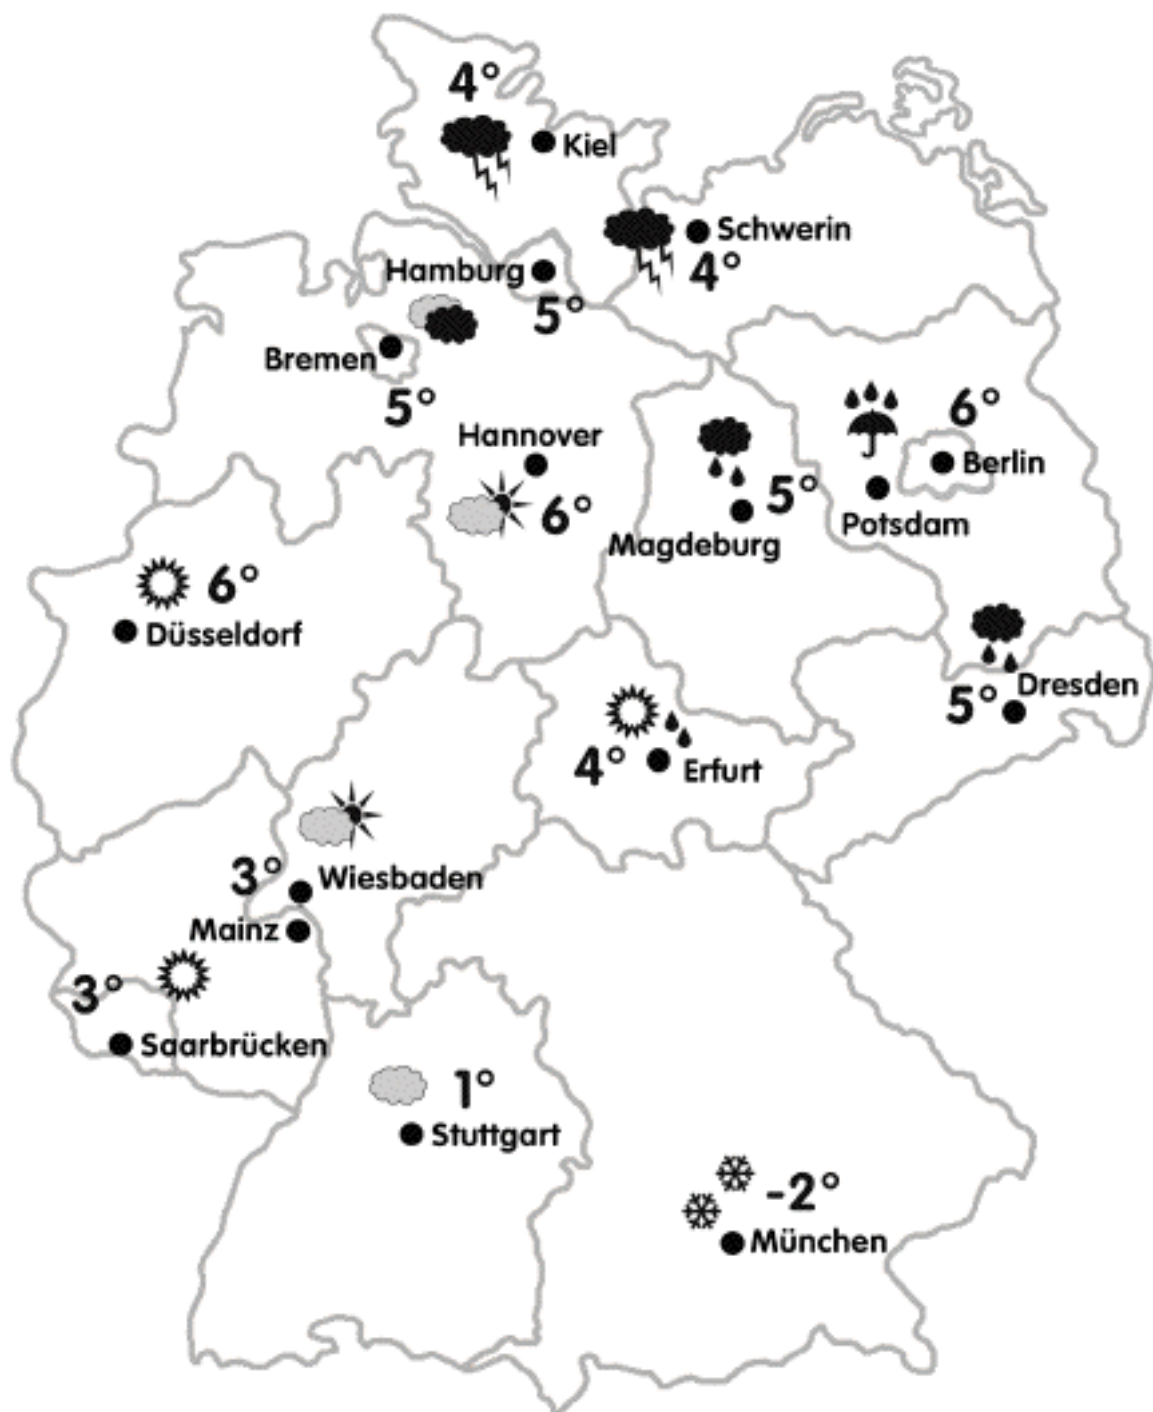 4°
Kiel
Schwerin
4°
Hamburg
5°
Bremen
5°
Hannover
6°
6°
Berlin
5°
Potsdam
Magdeburg
6°
Düsseldorf
Dresden
5°
4°
Erfurt
3°
Wiesbaden
Mainz
3°
Saarbrücken
1°
Stuttgart
-2°
München